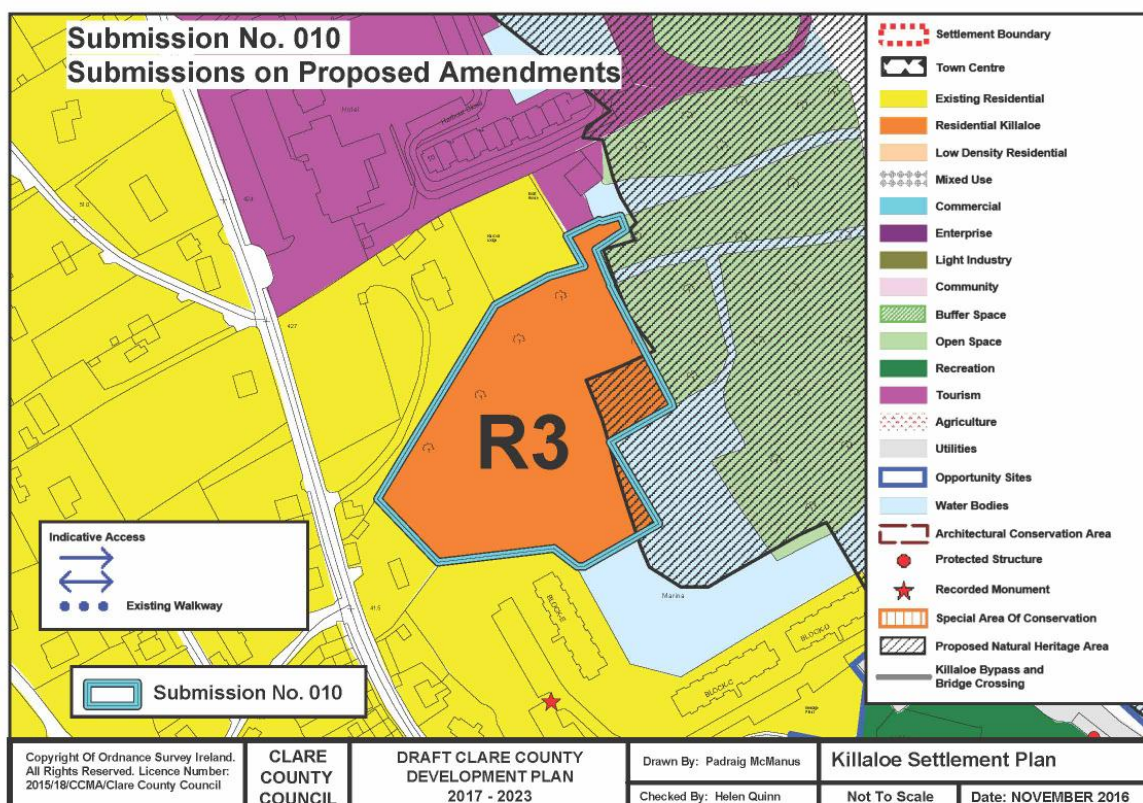 Submission No. 010
Submissions on Proposed Amendments
Hotel
R3
Marina
BLOCK-E
BLOCK-C
BLOCK-D
Indicative Access
Existing Walkway
Submission No. 010
Settlement Boundary
Town Centre
Existing Residential
Residential Killaloe
Low Density Residential
Mixed Use
Commercial
Enterprise
Light Industry
Community
Buffer Space
Open Space
Recreation
Tourism
Agriculture
Utilities
Opportunity Sites
Water Bodies
Architectural Conservation Area
Protected Structure
Recorded Monument
Special Area Of Conservation
Proposed Natural Heritage Area
Killaloe Bypass and
Bridge Crossing
Copyright Of Ordnance Survey Ireland.
All Rights Reserved. Licence Number:
2015/18/CCMA/Clare County Council
CLARE
COUNTY
COUNCIL
DRAFT CLARE COUNTY
DEVELOPMENT PLAN
2017 - 2023
Drawn By: Padraig McManus
Checked By: Helen Quinn
Killaloe Settlement Plan
Not To Scale
Date: NOVEMBER 2016